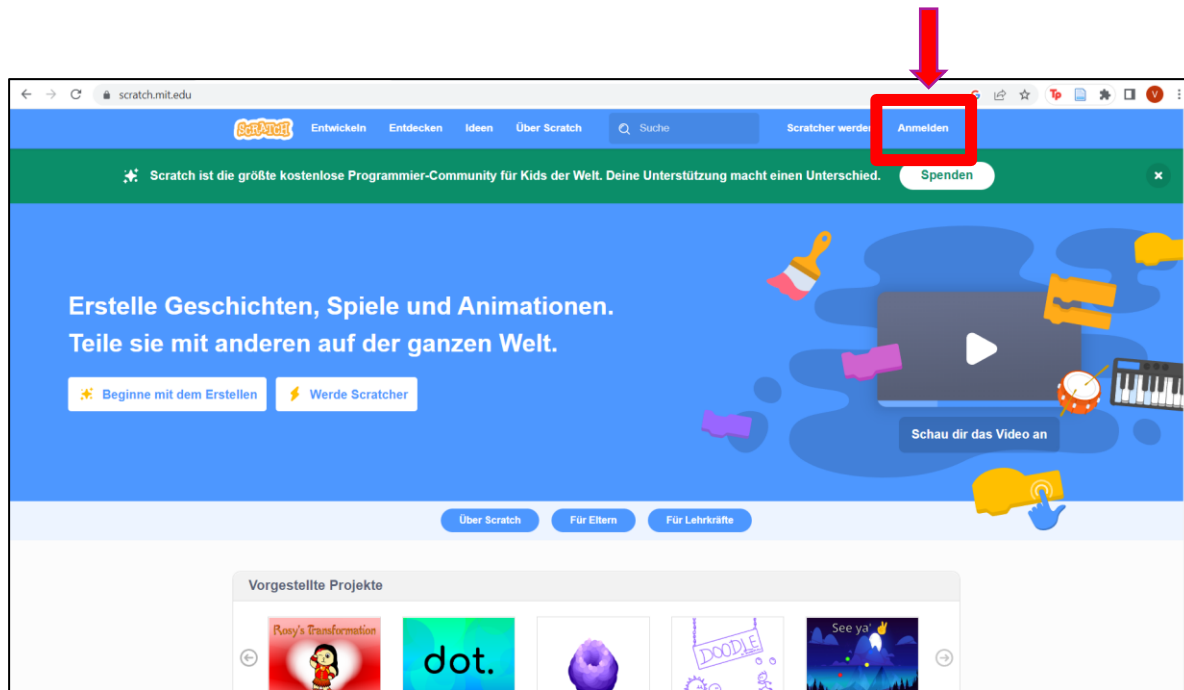 scratch.mit.edu
SCRATCH Entwickeln Entdecken Ideen Über Scratch Suche Scratcher werden Anmelden
Scratch ist die größte kostenlose Programmier-Community für Kids der Welt. Deine Unterstützung macht einen Unterschied. Spenden
Erstelle Geschichten, Spiele und Animationen.
Teile sie mit anderen auf der ganzen Welt.
Beginne mit dem Erstellen Werde Scratcher
Schau dir das Video an
Über Scratch Für Eltern Für Lehrkräfte
Vorgestellte Projekte
Rosy's Transformation
dot.
DOODLE
See ya'